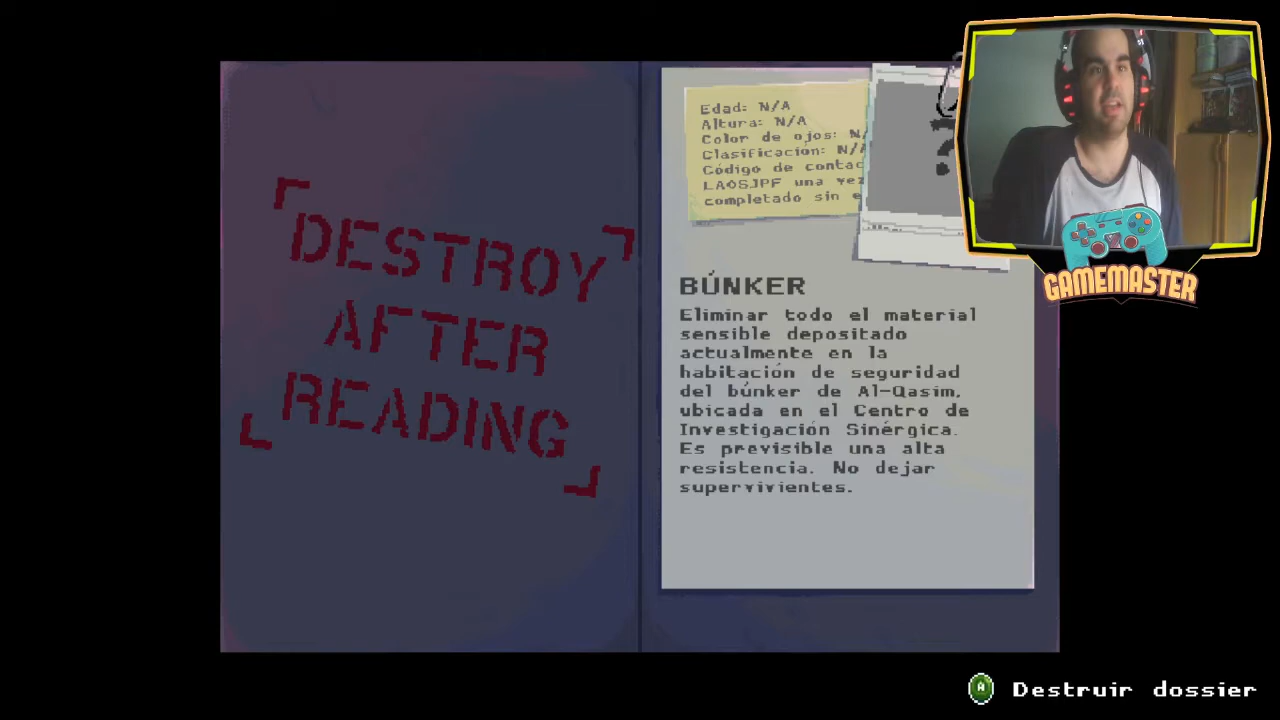 DESTROY
AFTER
READING
Edad: N/A
Altura: N/A
Color de ojos:
Clasificación:
Código de
LAOSJPF una vez
completado sin
BÚNKER
Eliminar todo el material
sensible depositado
actualmente en la
habitación de seguridad
del búnker de Al-Qasim,
ubicada en el Centro de
Investigación Sinérgica.
Es previsible una alta
resistencia. No dejar
supervivientes.
GAMEMASTER
A Destruir dossier